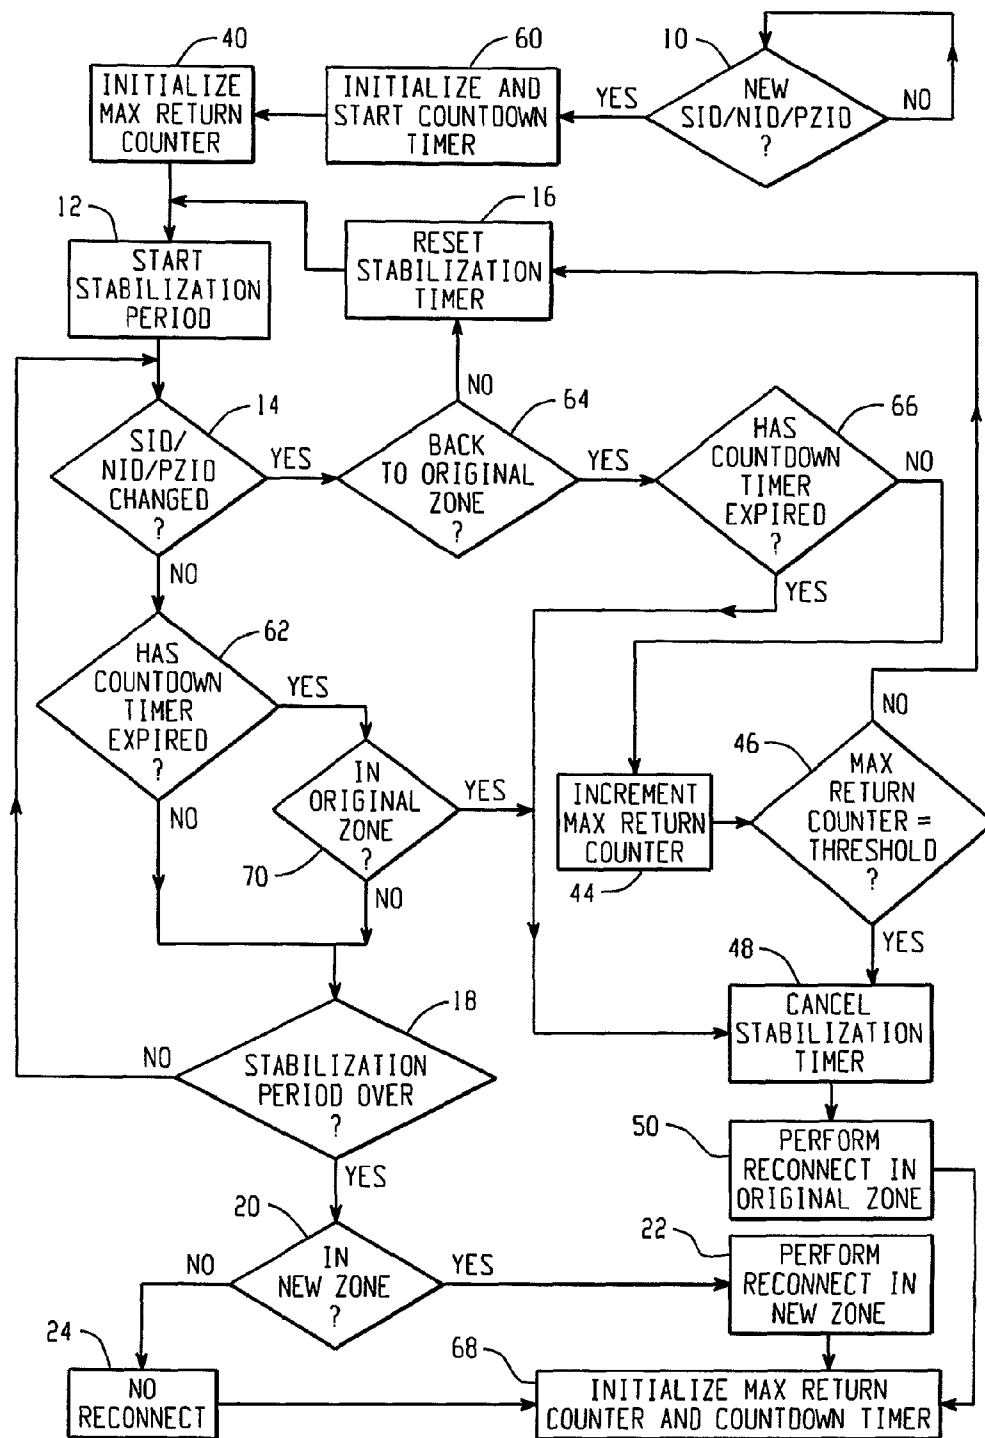 40
60
10
INITIALIZE
MAX RETURN
COUNTER
INITIALIZE AND
START COUNTDOWN
TIMER
YES
NEW
SID/NID/PZID
?
NO
12
START
STABILIZATION
PERIOD
16
RESET
STABILIZATION
TIMER
NO
14
SID/
NID/PZID
CHANGED
?
YES
NO
64
BACK
TO ORIGINAL
ZONE
?
YES
66
HAS
COUNTDOWN
TIMER
EXPIRED
?
NO
YES
62
HAS
COUNTDOWN
TIMER
EXPIRED
?
YES
NO
IN
ORIGINAL
ZONE
?
YES
70
NO
INCREMENT
MAX RETURN
COUNTER
44
46
NO
MAX
RETURN
COUNTER =
THRESHOLD
?
YES
18
NO
STABILIZATION
PERIOD OVER
?
YES
48
CANCEL
STABILIZATION
TIMER
50
PERFORM
RECONNECT IN
ORIGINAL ZONE
20
NO
IN
NEW ZONE
?
YES
22
PERFORM
RECONNECT IN
NEW ZONE
24
NO
RECONNECT
68
INITIALIZE MAX RETURN
COUNTER AND COUNTDOWN TIMER